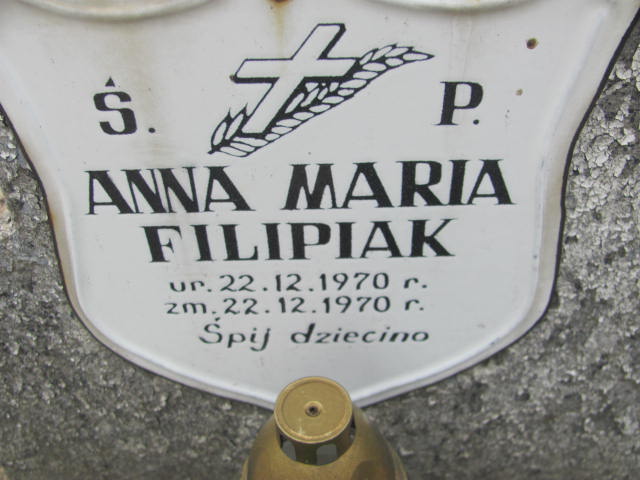 Ś. P.
ANNA MARIA
FILIPIAK
ur. 22.12.1970 r.
zm. 22.12.1970 r.
Śpij dziecino